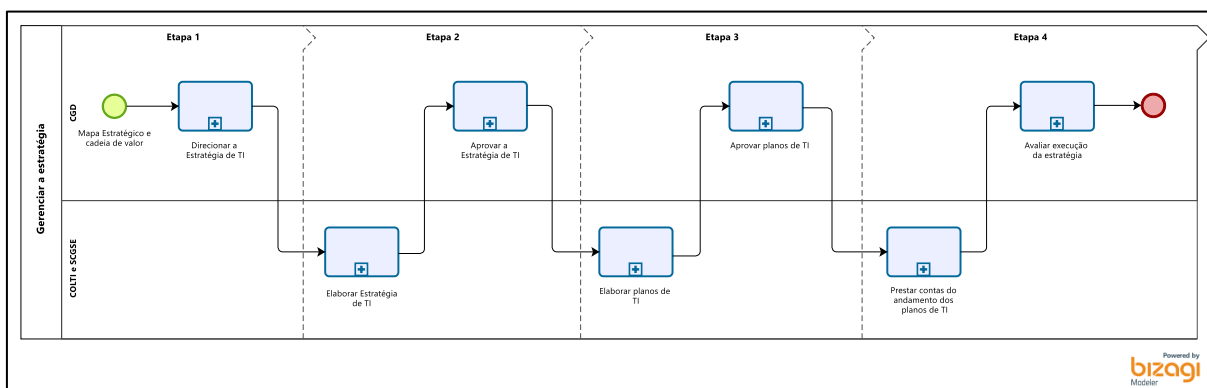 Etapa 1
Etapa 2
Etapa 3
Etapa 4
Gerenciar a estratégia
CGD
Mapa Estratégico e
cadeia de valor
Direcionar a
Estratégia de TI
Aprovar a
Estratégia de TI
Aprovar planos de TI
Avaliar execução
da estratégia
COLTI e SCGSE
Elaborar Estratégia
de TI
Elaborar planos de
TI
Prestar contas do
andamento dos
planos de TI
Powered by
bizagi
Modeler